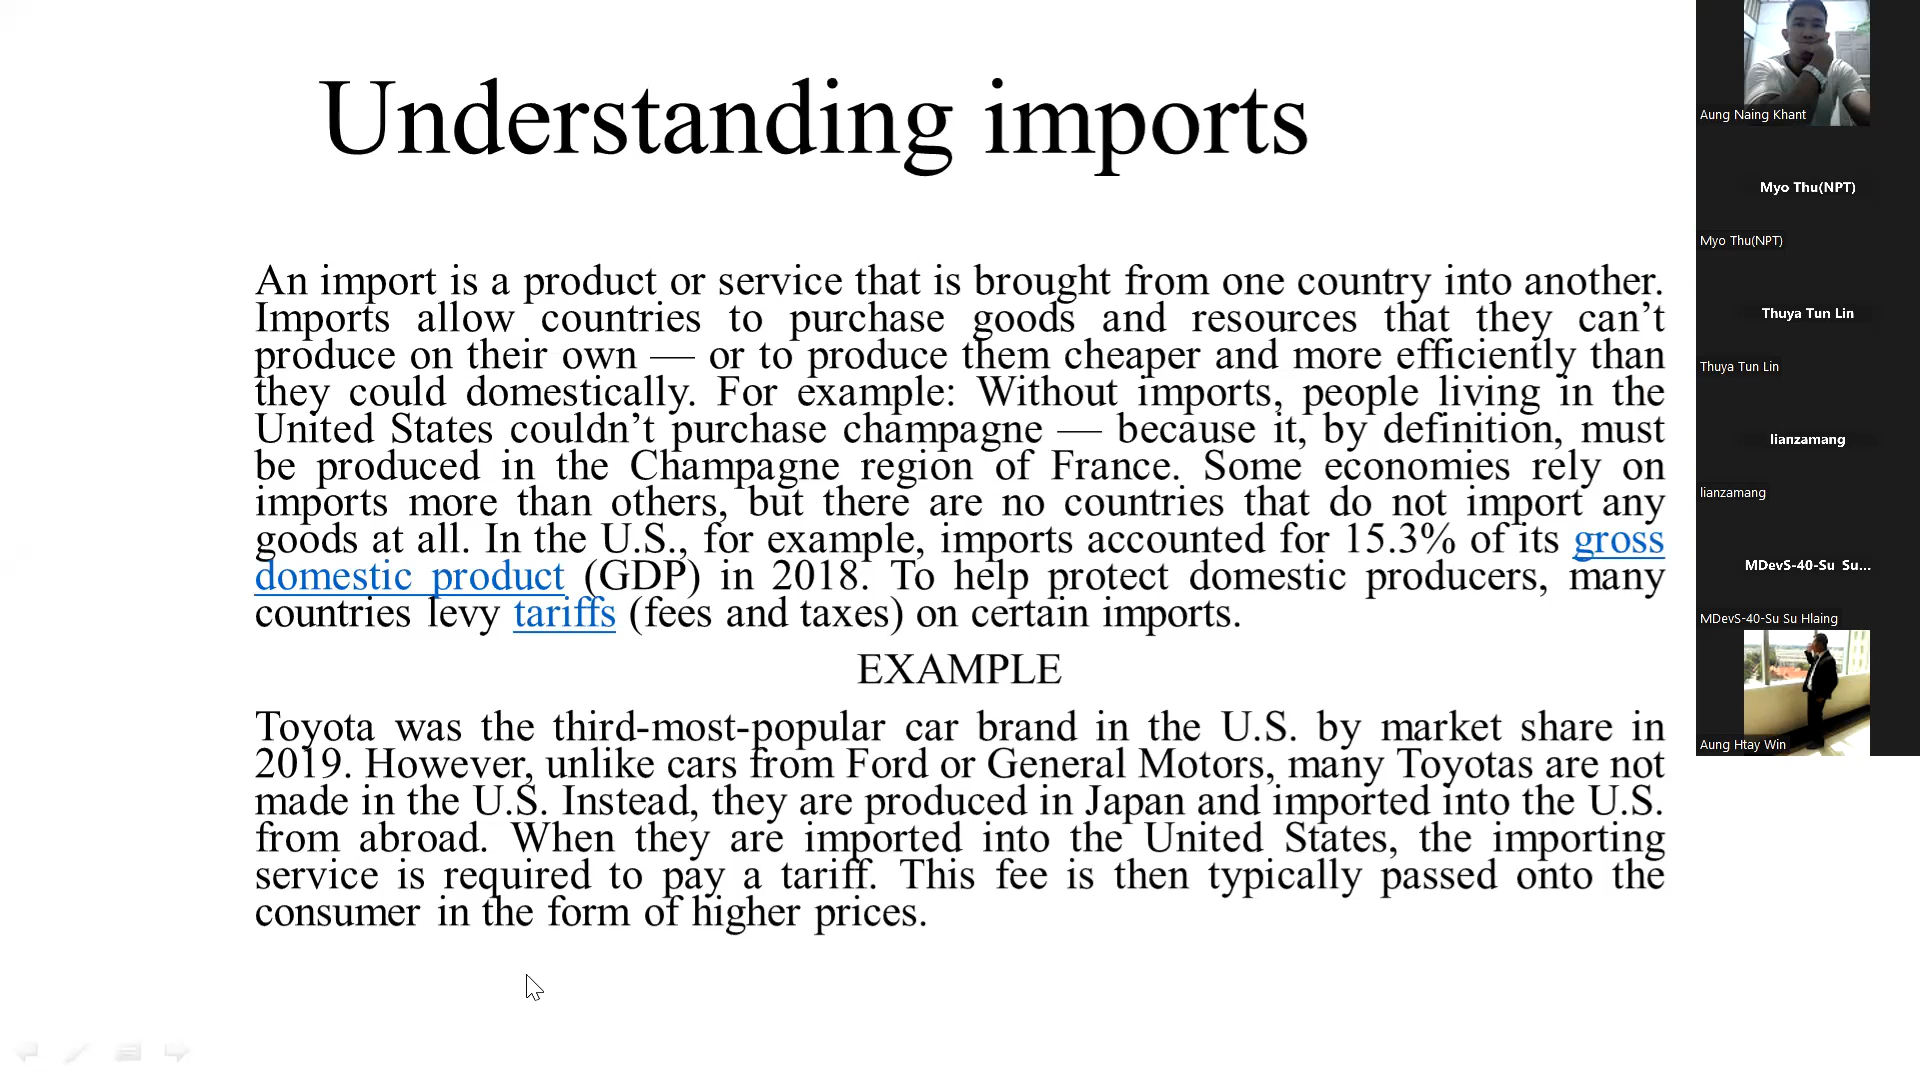 Understanding imports
An import is a product or service that is brought from one country into another.
Imports allow countries to purchase goods and resources that they can’t
produce on their own — or to produce them cheaper and more efficiently than
they could domestically. For example: Without imports, people living in the
United States couldn’t purchase champagne — because it, by definition, must
be produced in the Champagne region of France. Some economies rely on
imports more than others, but there are no countries that do not import any
goods at all. In the U.S., for example, imports accounted for 15.3% of its gross
domestic product (GDP) in 2018. To help protect domestic producers, many
countries levy tariffs (fees and taxes) on certain imports.
EXAMPLE
Toyota was the third-most-popular car brand in the U.S. by market share in
2019. However, unlike cars from Ford or General Motors, many Toyotas are not
made in the U.S. Instead, they are produced in Japan and imported into the U.S.
from abroad. When they are imported into the United States, the importing
service is required to pay a tariff. This fee is then typically passed onto the
consumer in the form of higher prices.
Aung Naing Khant
Myo Thu(NPT)
Myo Thu(NPT)
Thuya Tun Lin
Thuya Tun Lin
lianzamang
lianzamang
MDevS-40-Su Su...
MDevS-40-Su Su Hlaing
Aung Htay Win